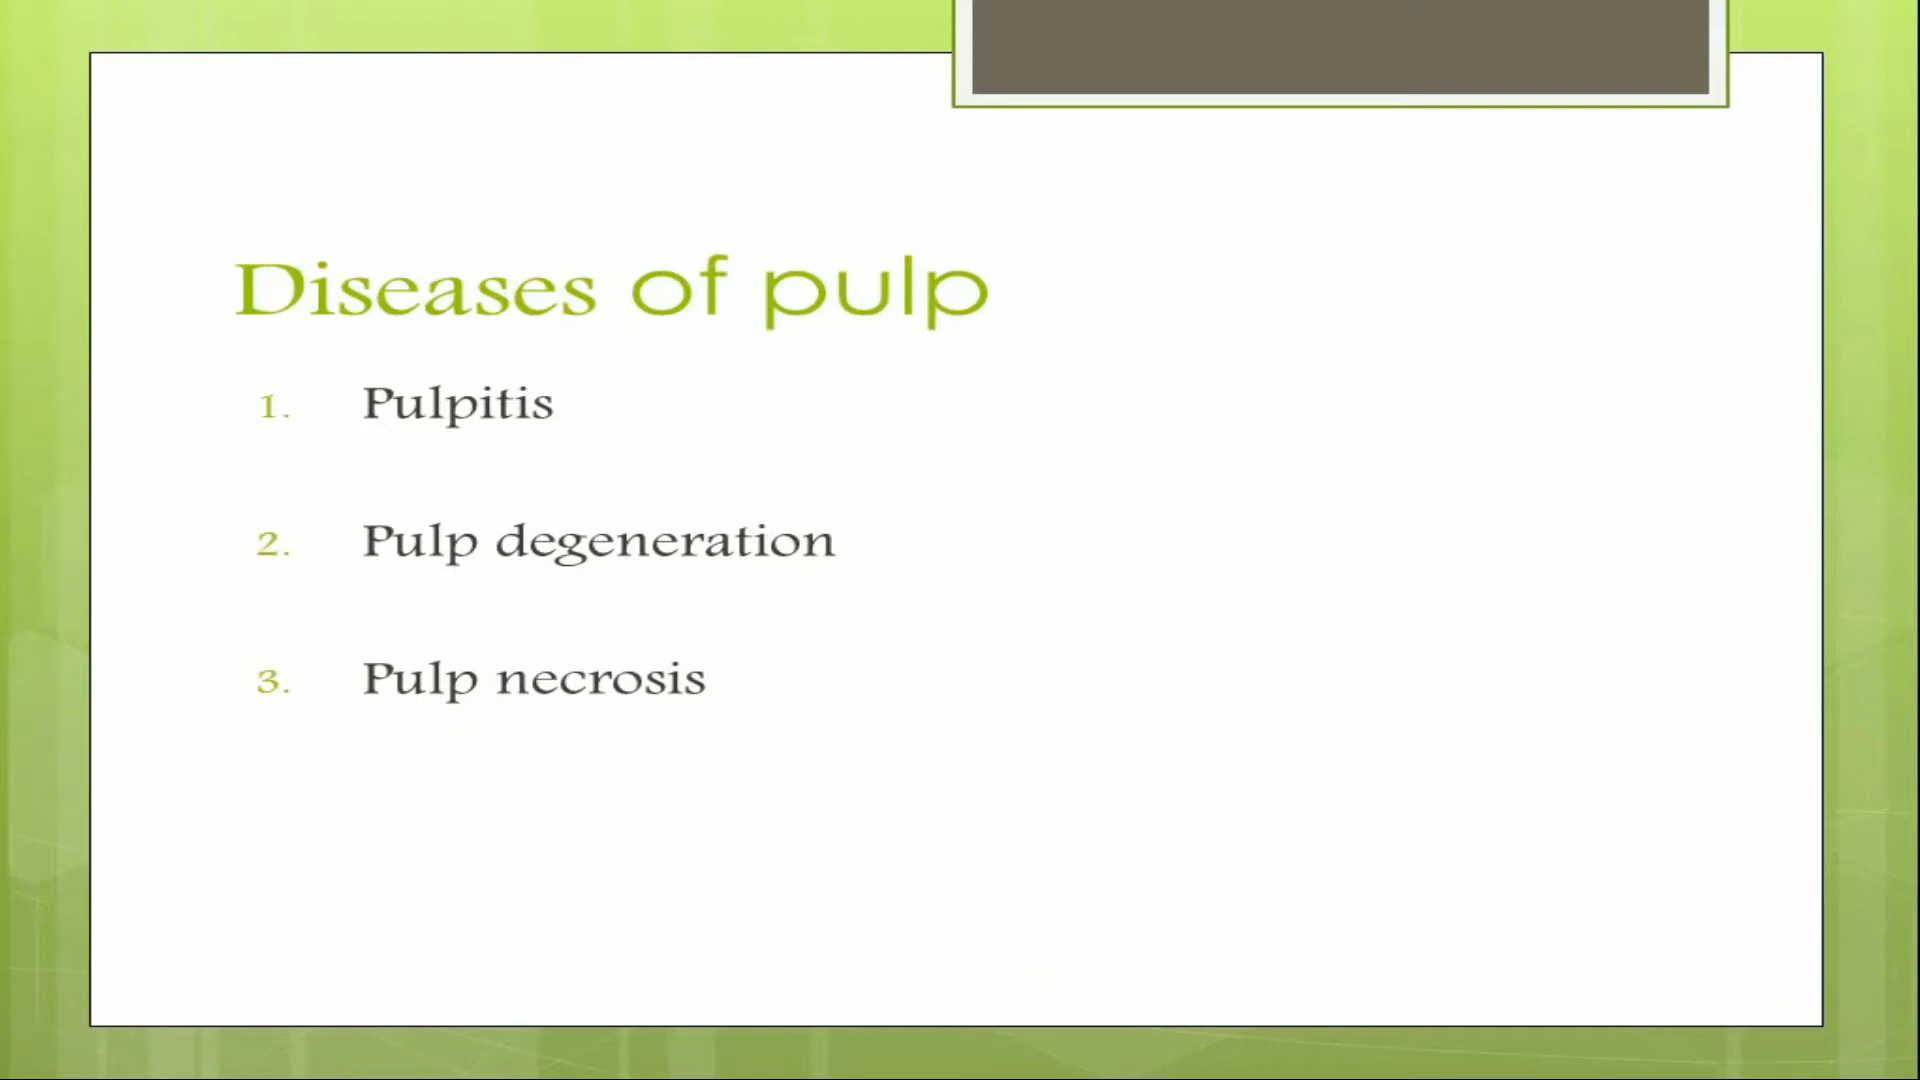 Diseases of pulp
1. Pulpitis
2. Pulp degeneration
3. Pulp necrosis